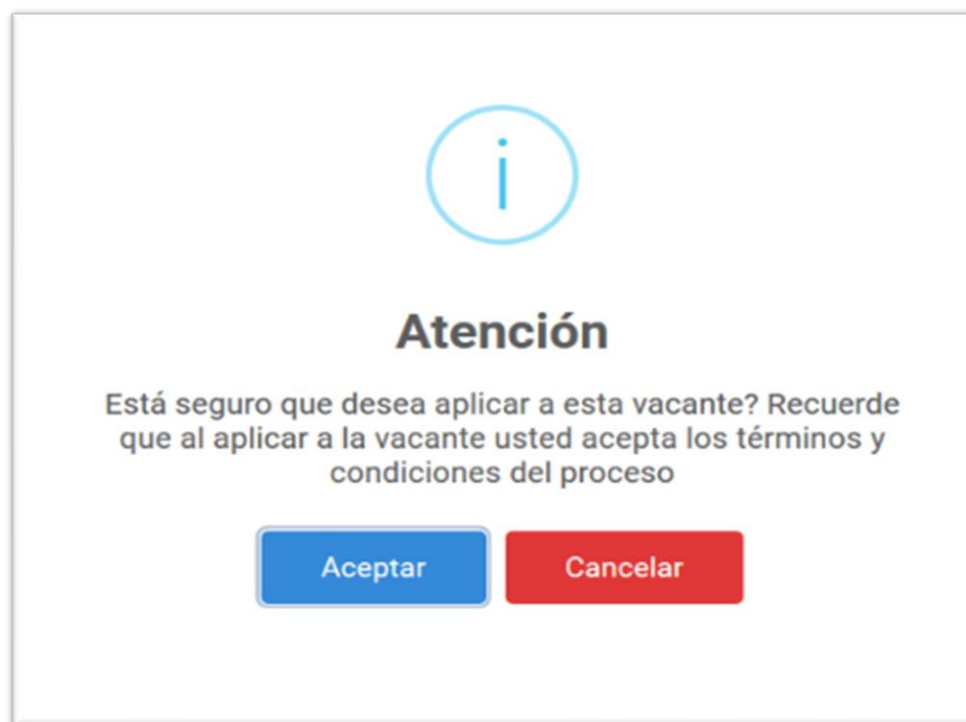 Atención
Está seguro que desea aplicar a esta vacante? Recuerde
que al aplicar a la vacante usted acepta los términos y
condiciones del proceso
Aceptar Cancelar